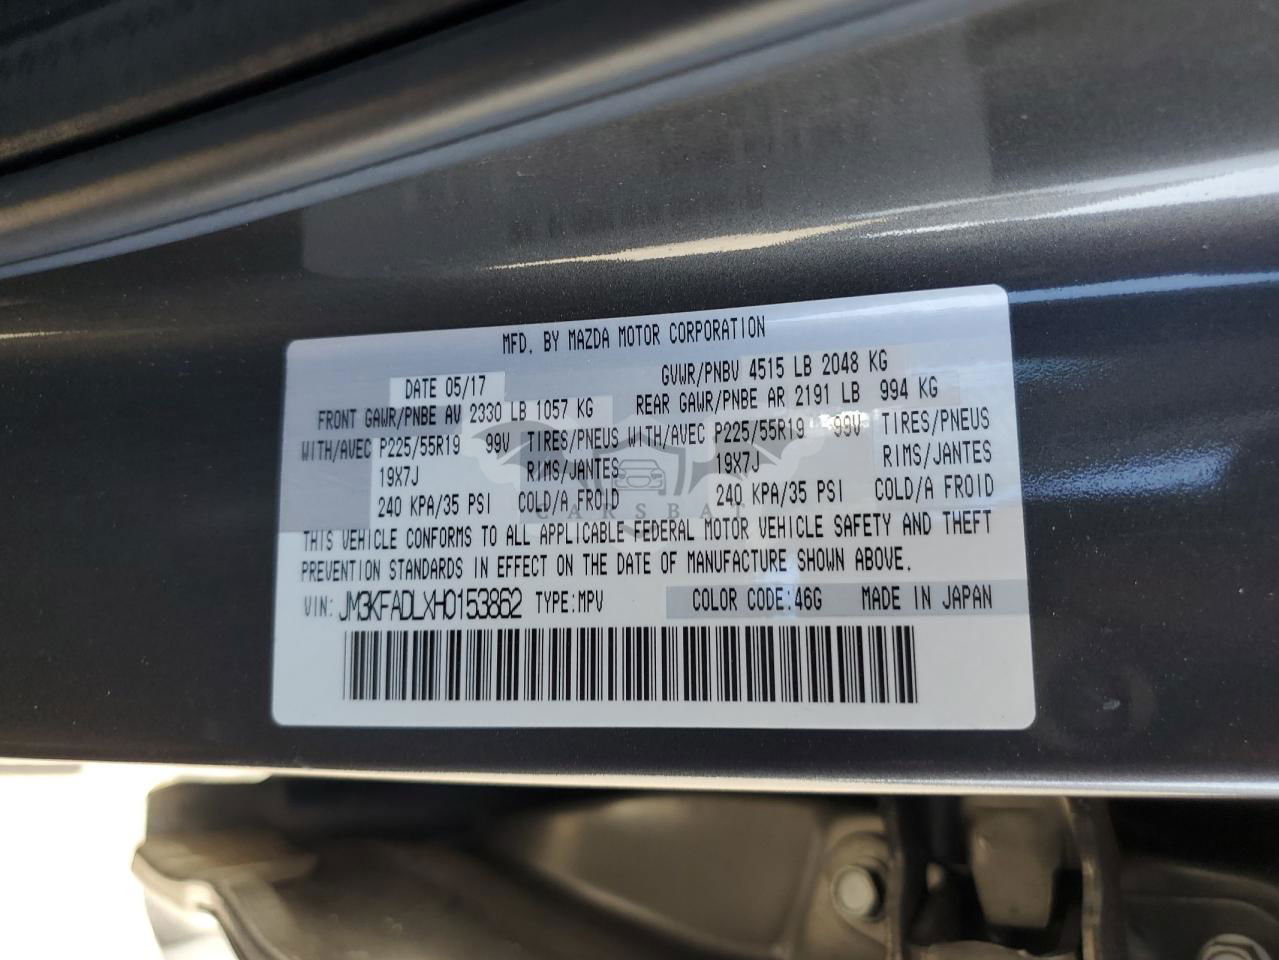 MFD. BY MAZDA MOTOR CORPORATION
DATE 05/17 GVWR/PNBV 4515 LB 2048 KG
FRONT GAWR/PNBE AV 2330 LB 1057 KG REAR GAWR/PNBE AR 2191 LB 994 KG
WITH/AVEC P225/55R19 99V TIRES/PNEUS WITH/AVEC P225/55R19 99V TIRES/PNEUS
19X7J RIMS/JANTES 19X7J RIMS/JANTES
240 KPA/35 PSI COLD/A FROID 240 KPA/35 PSI COLD/A FROID
CARSBAT
THIS VEHICLE CONFORMS TO ALL APPLICABLE FEDERAL MOTOR VEHICLE SAFETY AND THEFT
PREVENTION STANDARDS IN EFFECT ON THE DATE OF MANUFACTURE SHOWN ABOVE.
VIN: JM3KFADLXH0153862 TYPE:MPV COLOR CODE:46G MADE IN JAPAN